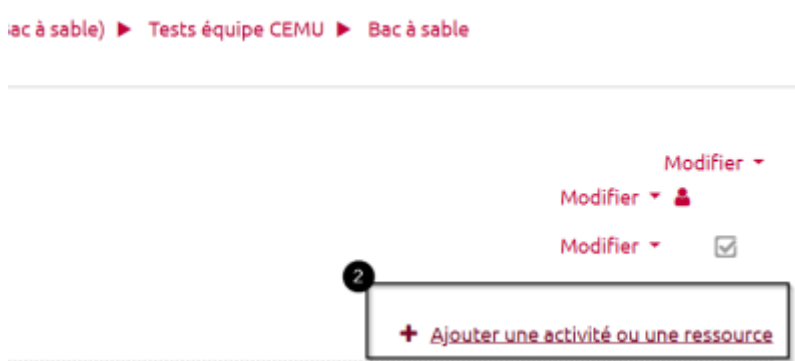 ac à sable) ▶ Tests équipe CEMU ▶ Bac à sable
Modifier
Modifier
Modifier
2
+ Ajouter une activité ou une ressource